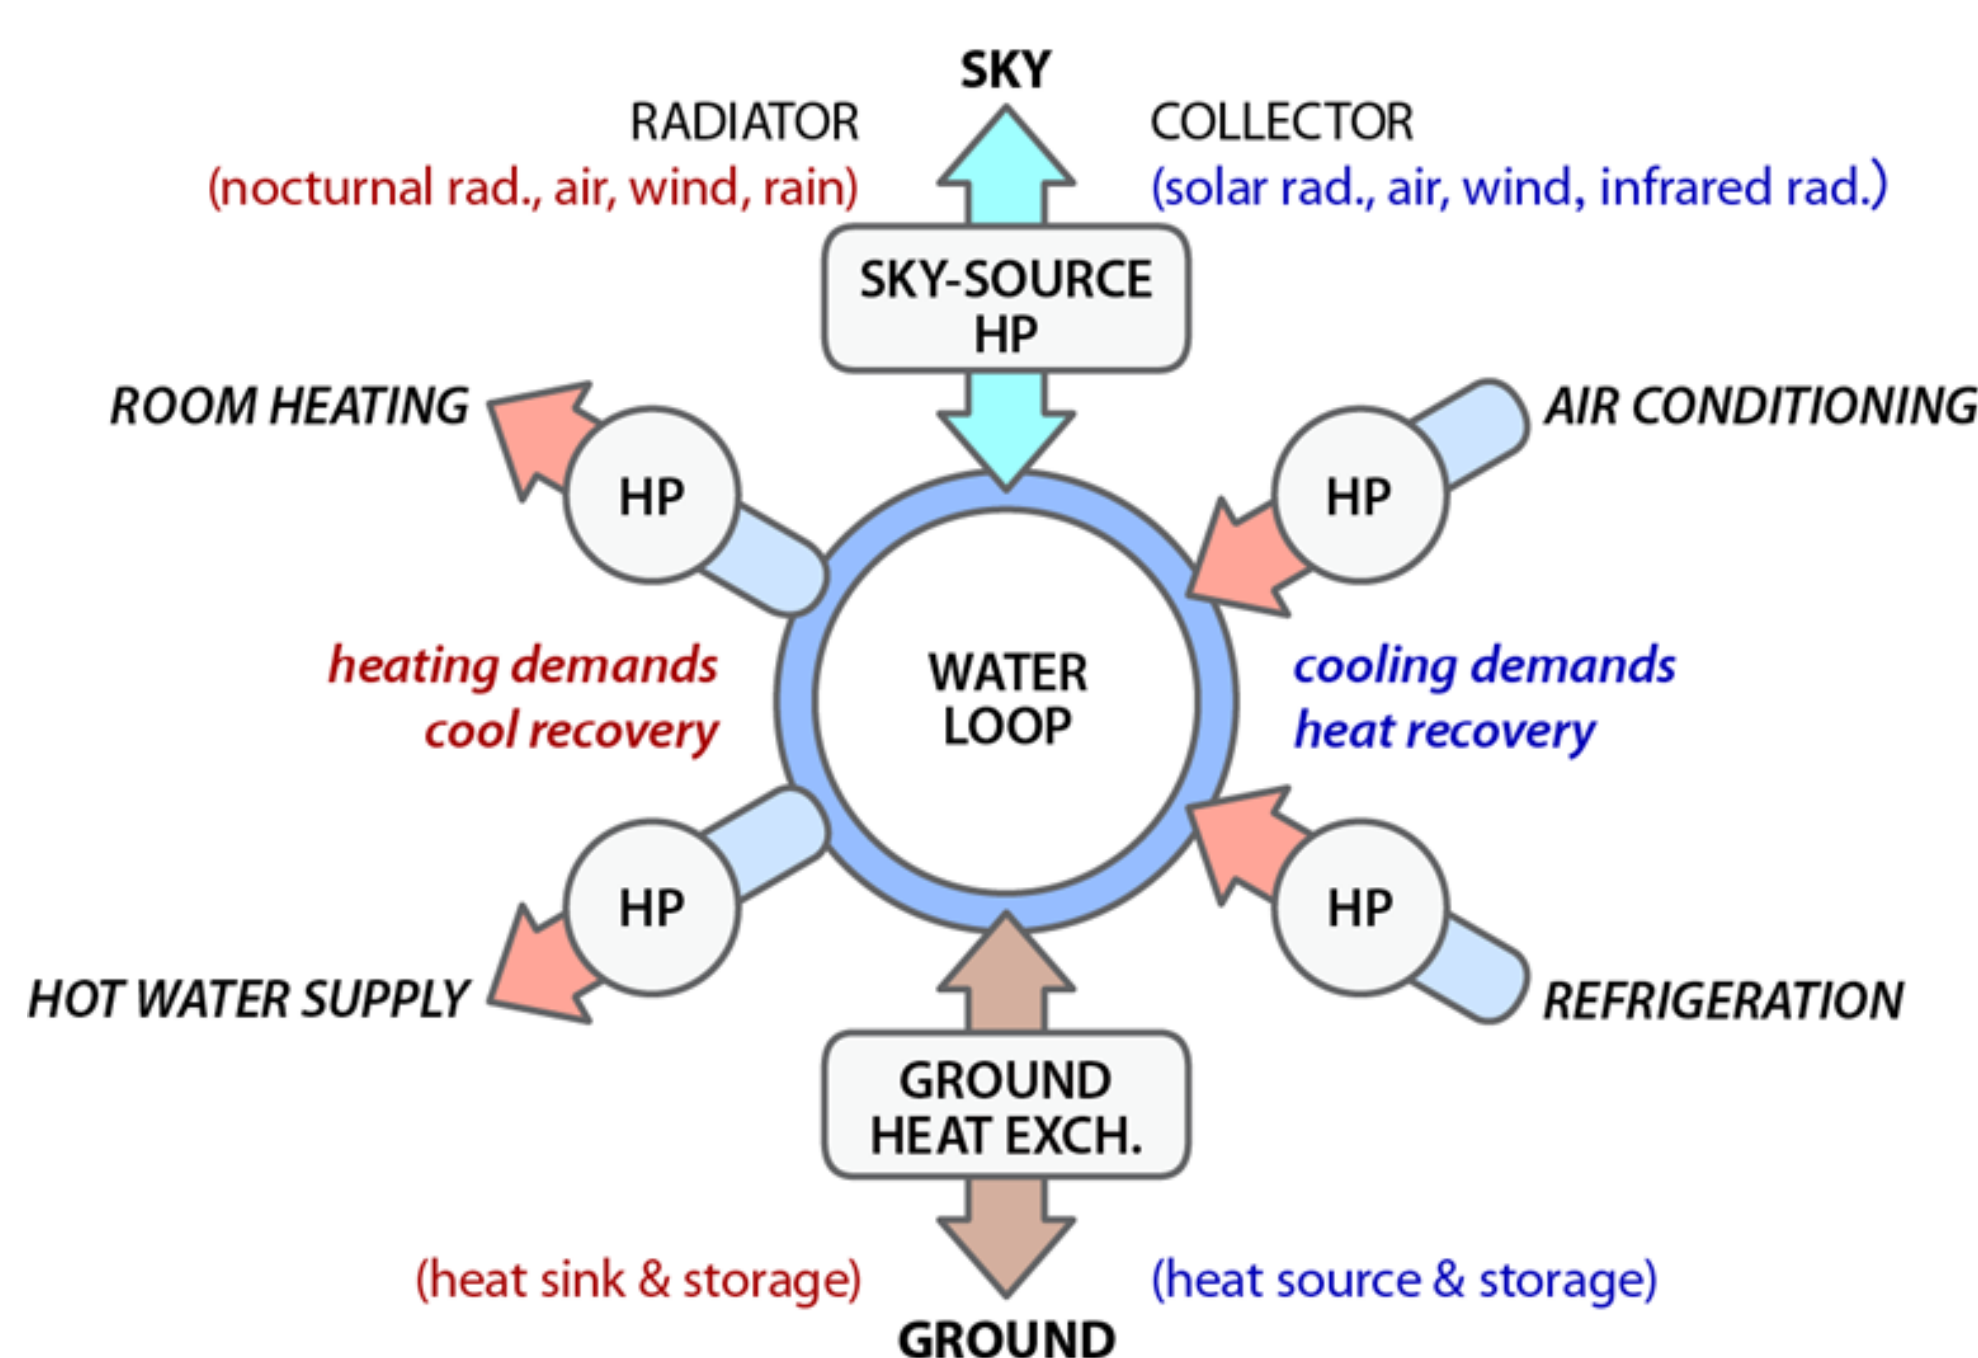 SKY
RADIATOR
COLLECTOR
(nocturnal rad., air, wind, rain)
(solar rad., air, wind, infrared rad.)
SKY-SOURCE
HP
ROOM HEATING
AIR CONDITIONING
HP
HP
heating demands
cool recovery
WATER
LOOP
cooling demands
heat recovery
HP
HP
HOT WATER SUPPLY
REFRIGERATION
GROUND
HEAT EXCH.
(heat sink & storage)
(heat source & storage)
GROUND